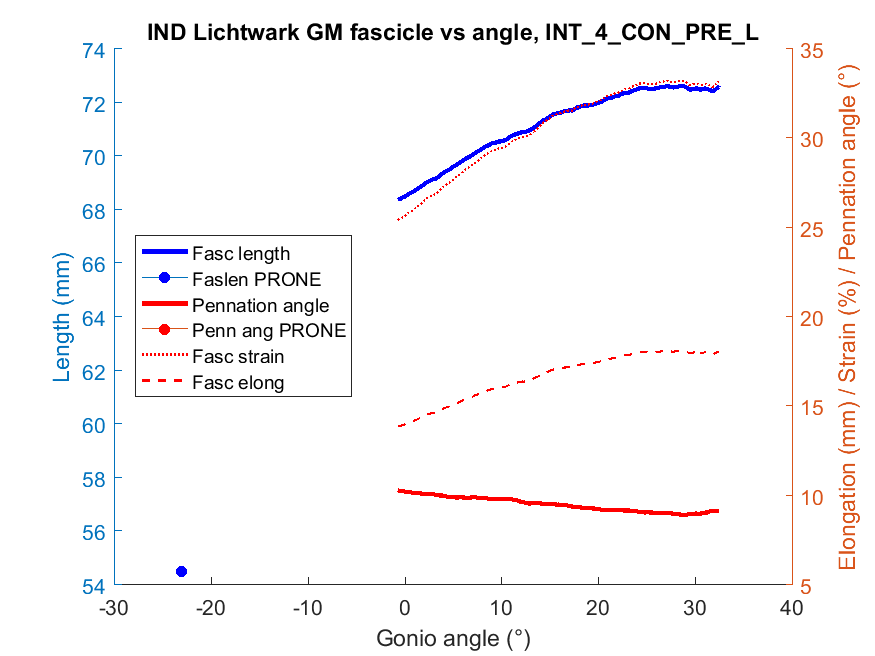 IND Lichtwark GM fascicle vs angle, INT_4_CON_PRE_L
74
72
70
68
66
64
62
60
58
56
54
Length (mm)
35
30
25
20
15
10
5
Elongation (mm) / Strain (%) / Pennation angle (°)
Fasc length
Faslen PRONE
Pennation angle
Penn ang PRONE
Fasc strain
Fasc elong
-30
-20
-10
0
10
20
30
40
Gonio angle (°)